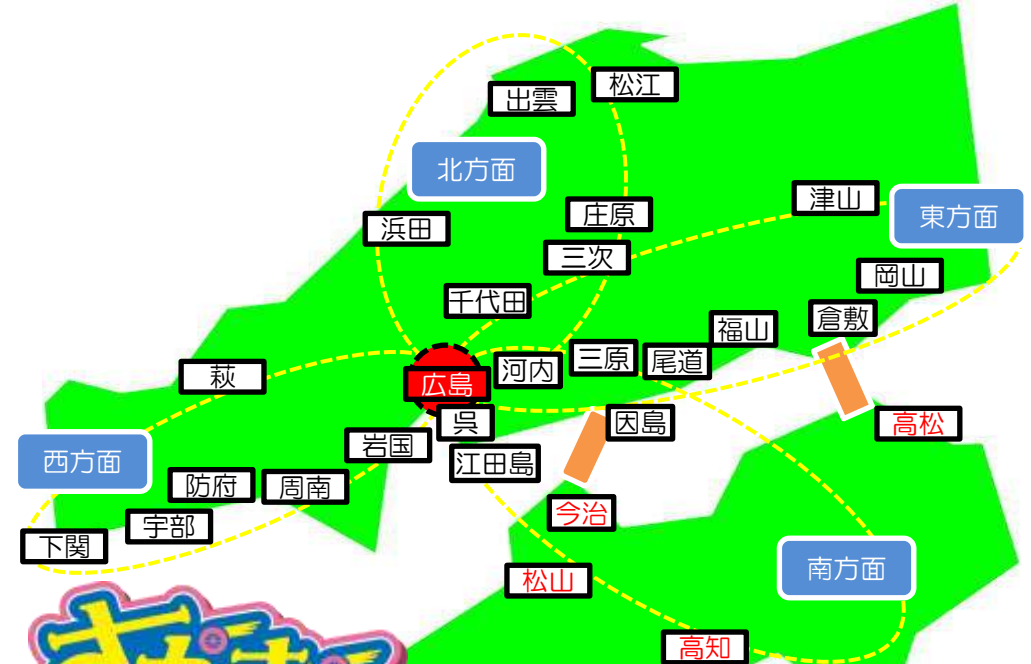 松江
出雲
北方面
津山
庄原
東方面
浜田
三次
岡山
千代田
倉敷
福山
三原
尾道
河内
萩
広島
呉
因島
高松
岩国
西方面
江田島
防府
周南
今治
宇部
下関
南方面
松山
高知